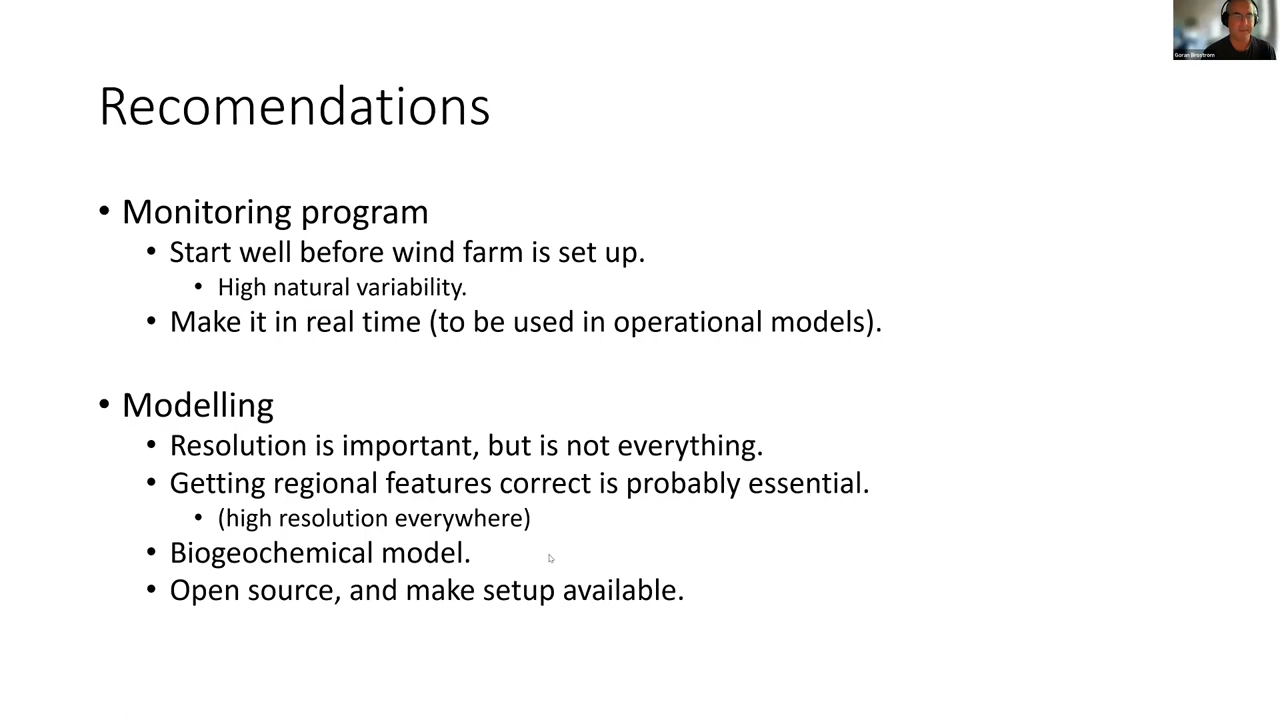 Goran Broström
Recomendations
• Monitoring program
• Start well before wind farm is set up.
• High natural variability.
• Make it in real time (to be used in operational models).
• Modelling
• Resolution is important, but is not everything.
• Getting regional features correct is probably essential.
• (high resolution everywhere)
• Biogeochemical model.
• Open source, and make setup available.